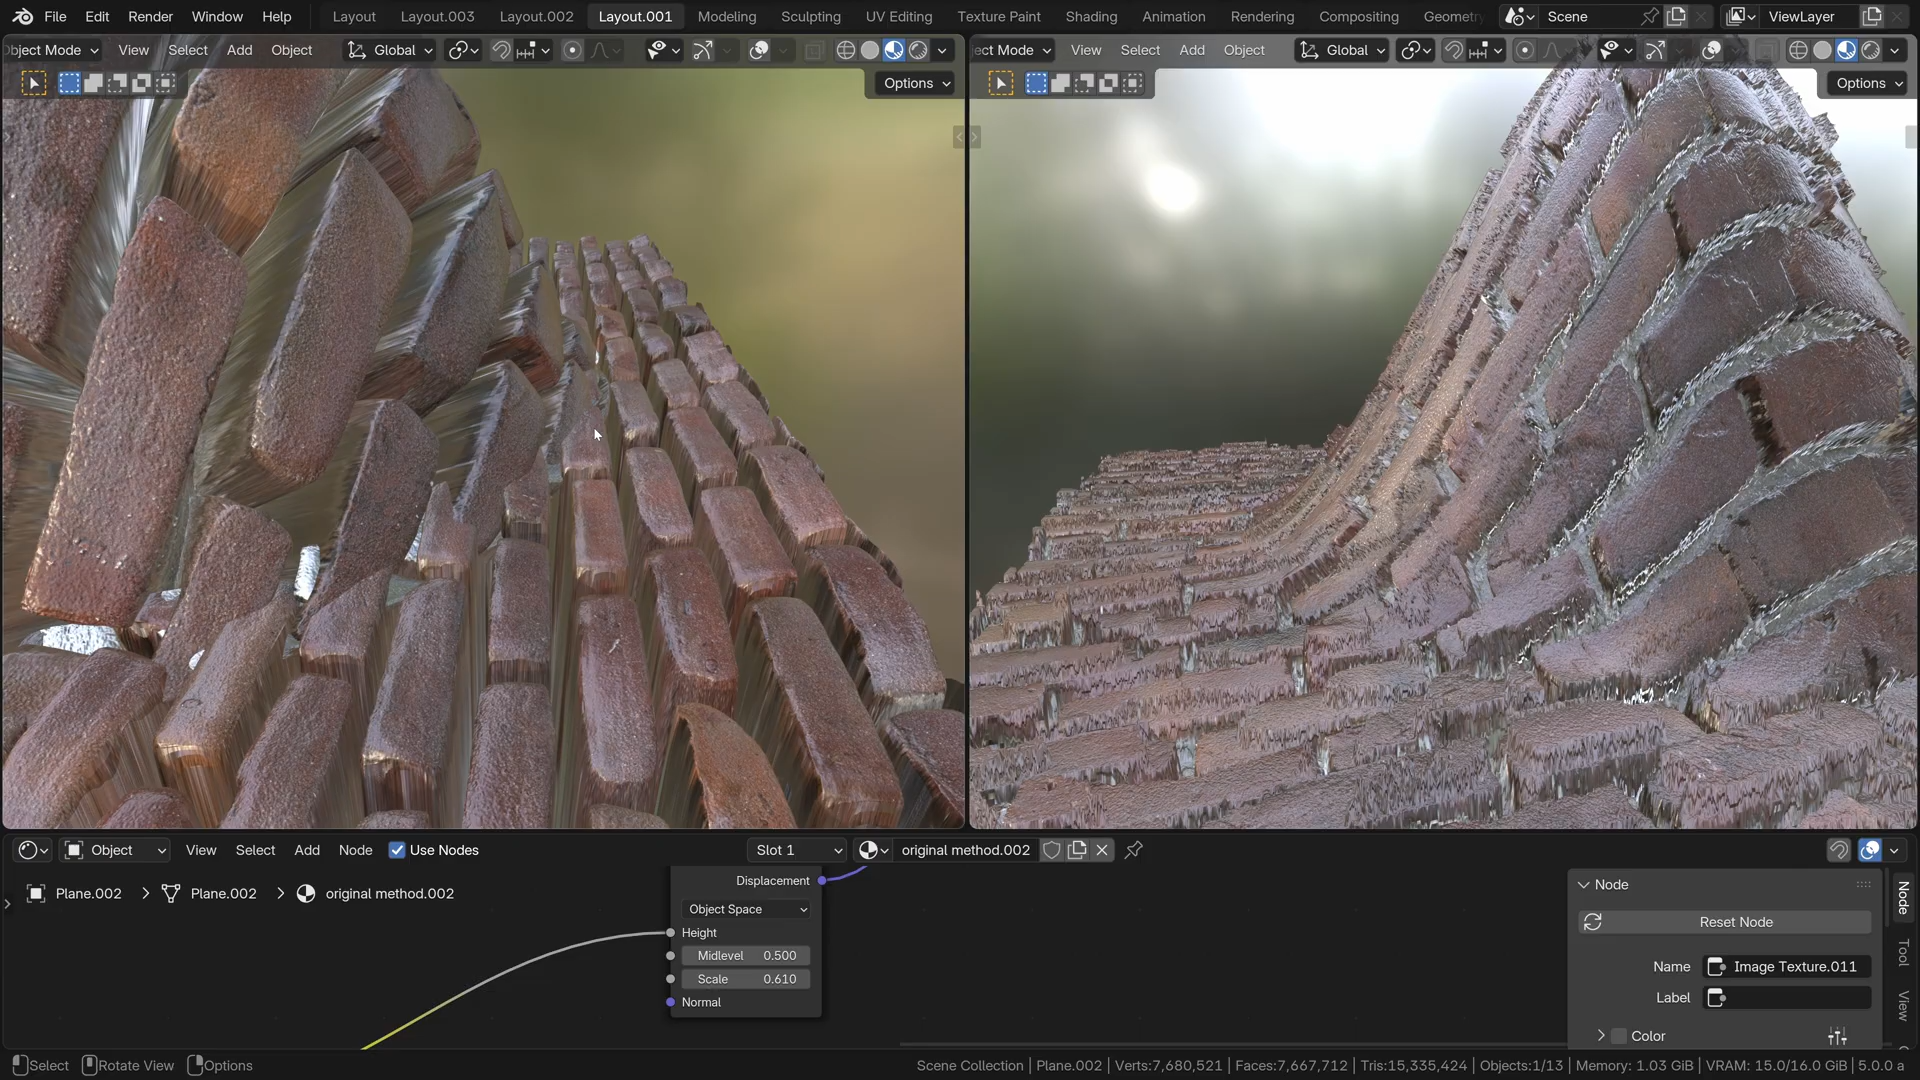 File Edit Render Window Help Layout Layout.003 Layout.002 Layout.001 Modeling Sculpting UV Editing Texture Paint Shading Animation Rendering Compositing Geometr Scene ViewLayer
bject Mode View Select Add Object Global
ect Mode View Select Add Object Global
Options
Options
Object View Select Add Node Use Nodes Slot 1 original method.002
Plane.002 > Plane.002 > original method.002
Displacement
Object Space
Height
Midlevel 0.500
Scale 0.610
Normal
Node
Reset Node
Name Image Texture.011
Label
Color
Node
Tool
View
Select Rotate View Options
Scene Collection | Plane.002 | Verts:7,680,521 | Faces:7,667,712 | Tris:15,335,424 | Objects:1/13 | Memory: 1.03 GiB | VRAM: 15.0/16.0 GiB | 5.0.0 a